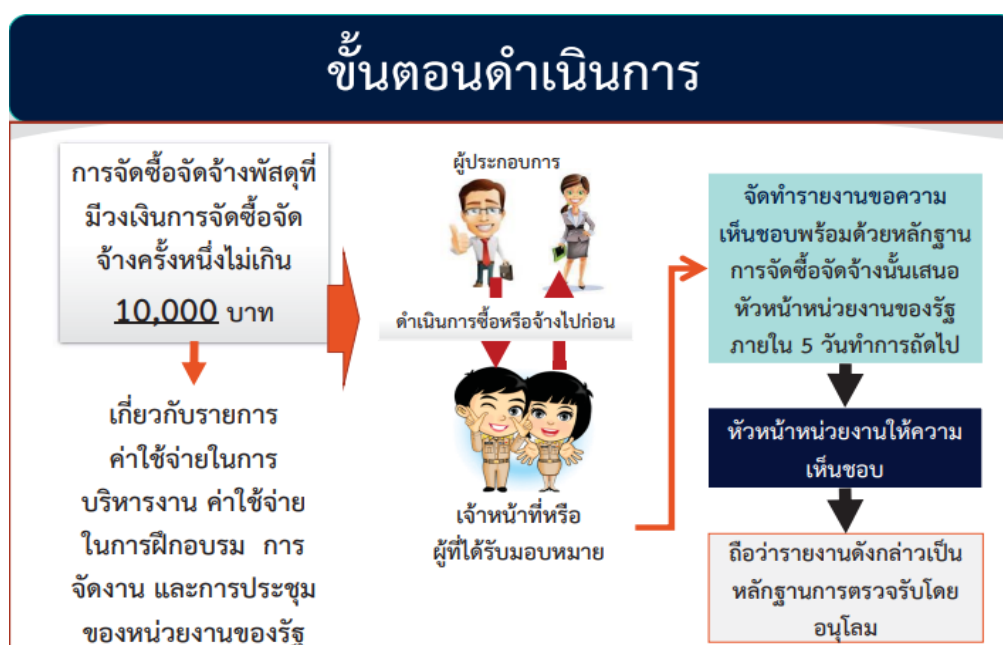 ขั้นตอนดำเนินการ
การจัดซื้อจัดจ้างพัสดุที่
มีวงเงินการจัดซื้อจัด
จ้างครั้งหนึ่งไม่เกิน
10,000 บาท
เกี่ยวกับรายการ
ค่าใช้จ่ายในการ
บริหารงาน ค่าใช้จ่าย
ในการฝึกอบรม การ
จัดงาน และการประชุม
ของหน่วยงานของรัฐ
ผู้ประกอบการ
ดำเนินการซื้อหรือจ้างไปก่อน
เจ้าหน้าที่หรือ
ผู้ที่ได้รับมอบหมาย
จัดทำรายงานขอความ
เห็นชอบพร้อมด้วยหลักฐาน
การจัดซื้อจัดจ้างนั้นเสนอ
หัวหน้าหน่วยงานของรัฐ
ภายใน 5 วันทำการถัดไป
หัวหน้าหน่วยงานให้ความ
เห็นชอบ
ถือว่ารายงานดังกล่าวเป็น
หลักฐานการตรวจรับโดย
อนุโลม